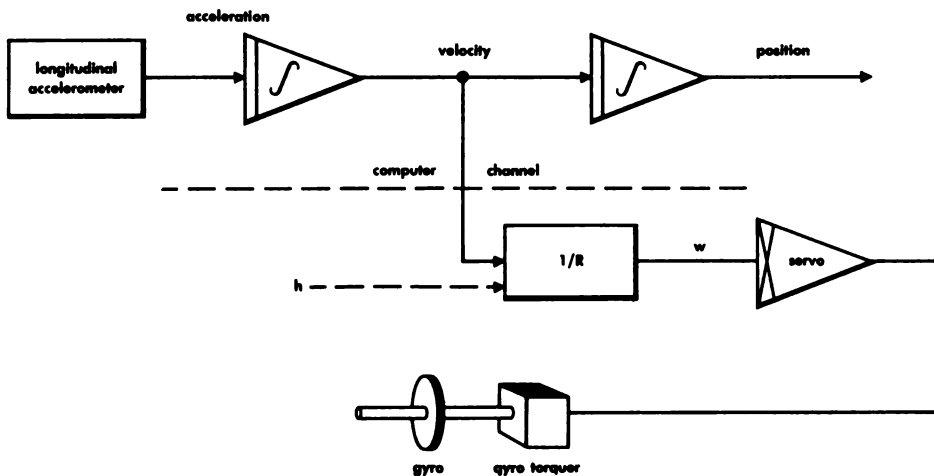 acceleration
longitudinal
accelerometer
∫
velocity
∫
position
computer channel
h
1/R
w
servo
gyro
gyro torquer